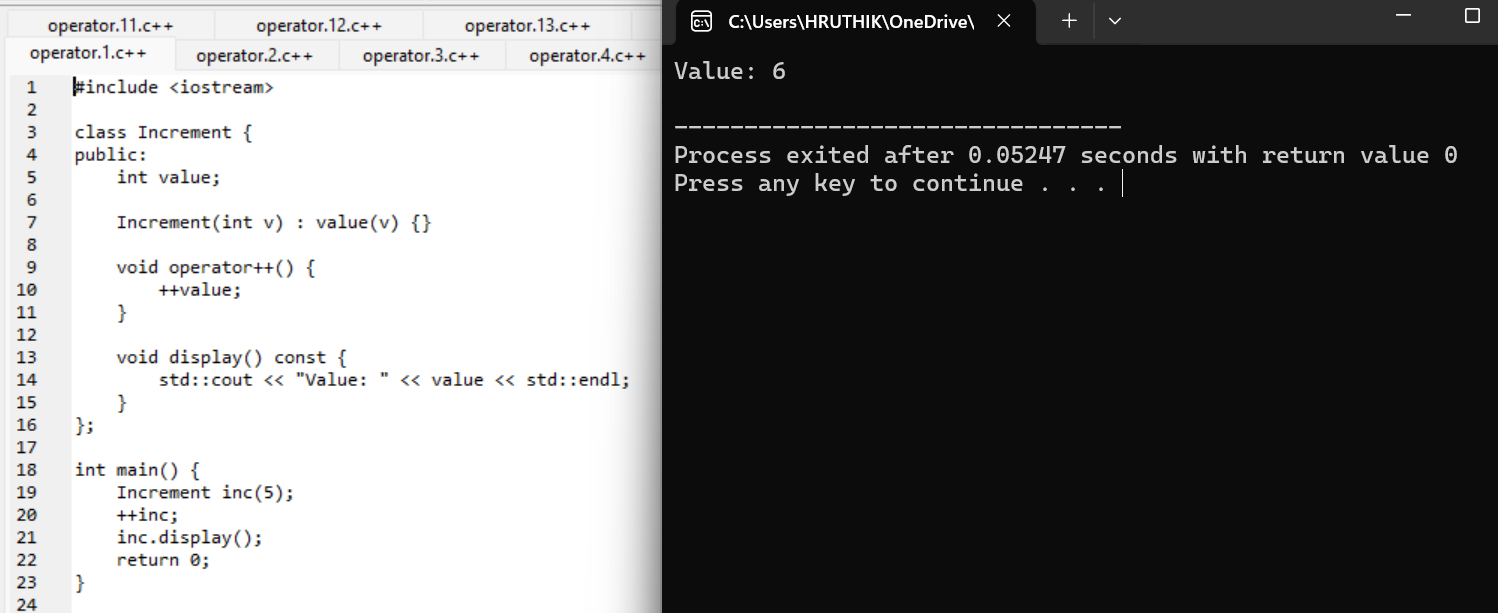 operator.11.c++ operator.12.c++ operator.13.c++
operator.1.c++ operator.2.c++ operator.3.c++ operator.4.c++
1 #include <iostream>
2
3 class Increment {
4 public:
5     int value;
6
7     Increment(int v) : value(v) {}
8
9     void operator++() {
10         ++value;
11     }
12
13     void display() const {
14         std::cout << "Value: " << value << std::endl;
15     }
16 };
17
18 int main() {
19     Increment inc(5);
20     ++inc;
21     inc.display();
22     return 0;
23 }
24
C:\Users\HRUTHIK\OneDrive\
Value: 6
--------------------------------
Process exited after 0.05247 seconds with return value 0
Press any key to continue . . .